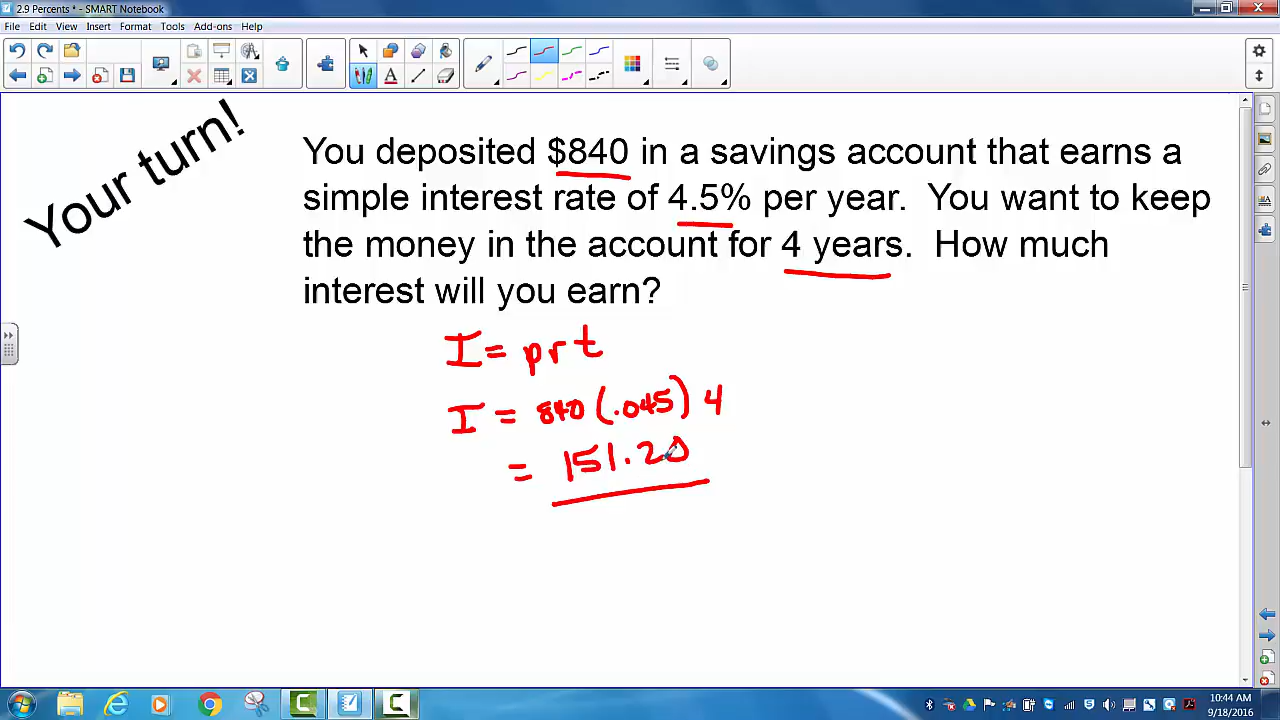 2.9 Percents * - SMART Notebook
File Edit View Insert Format Tools Add-ons Help
Your turn!
You deposited $840 in a savings account that earns a
simple interest rate of 4.5% per year. You want to keep
the money in the account for 4 years. How much
interest will you earn?
I = prt
I = 840 (.045) 4
= 151.20
10:44 AM
9/18/2016